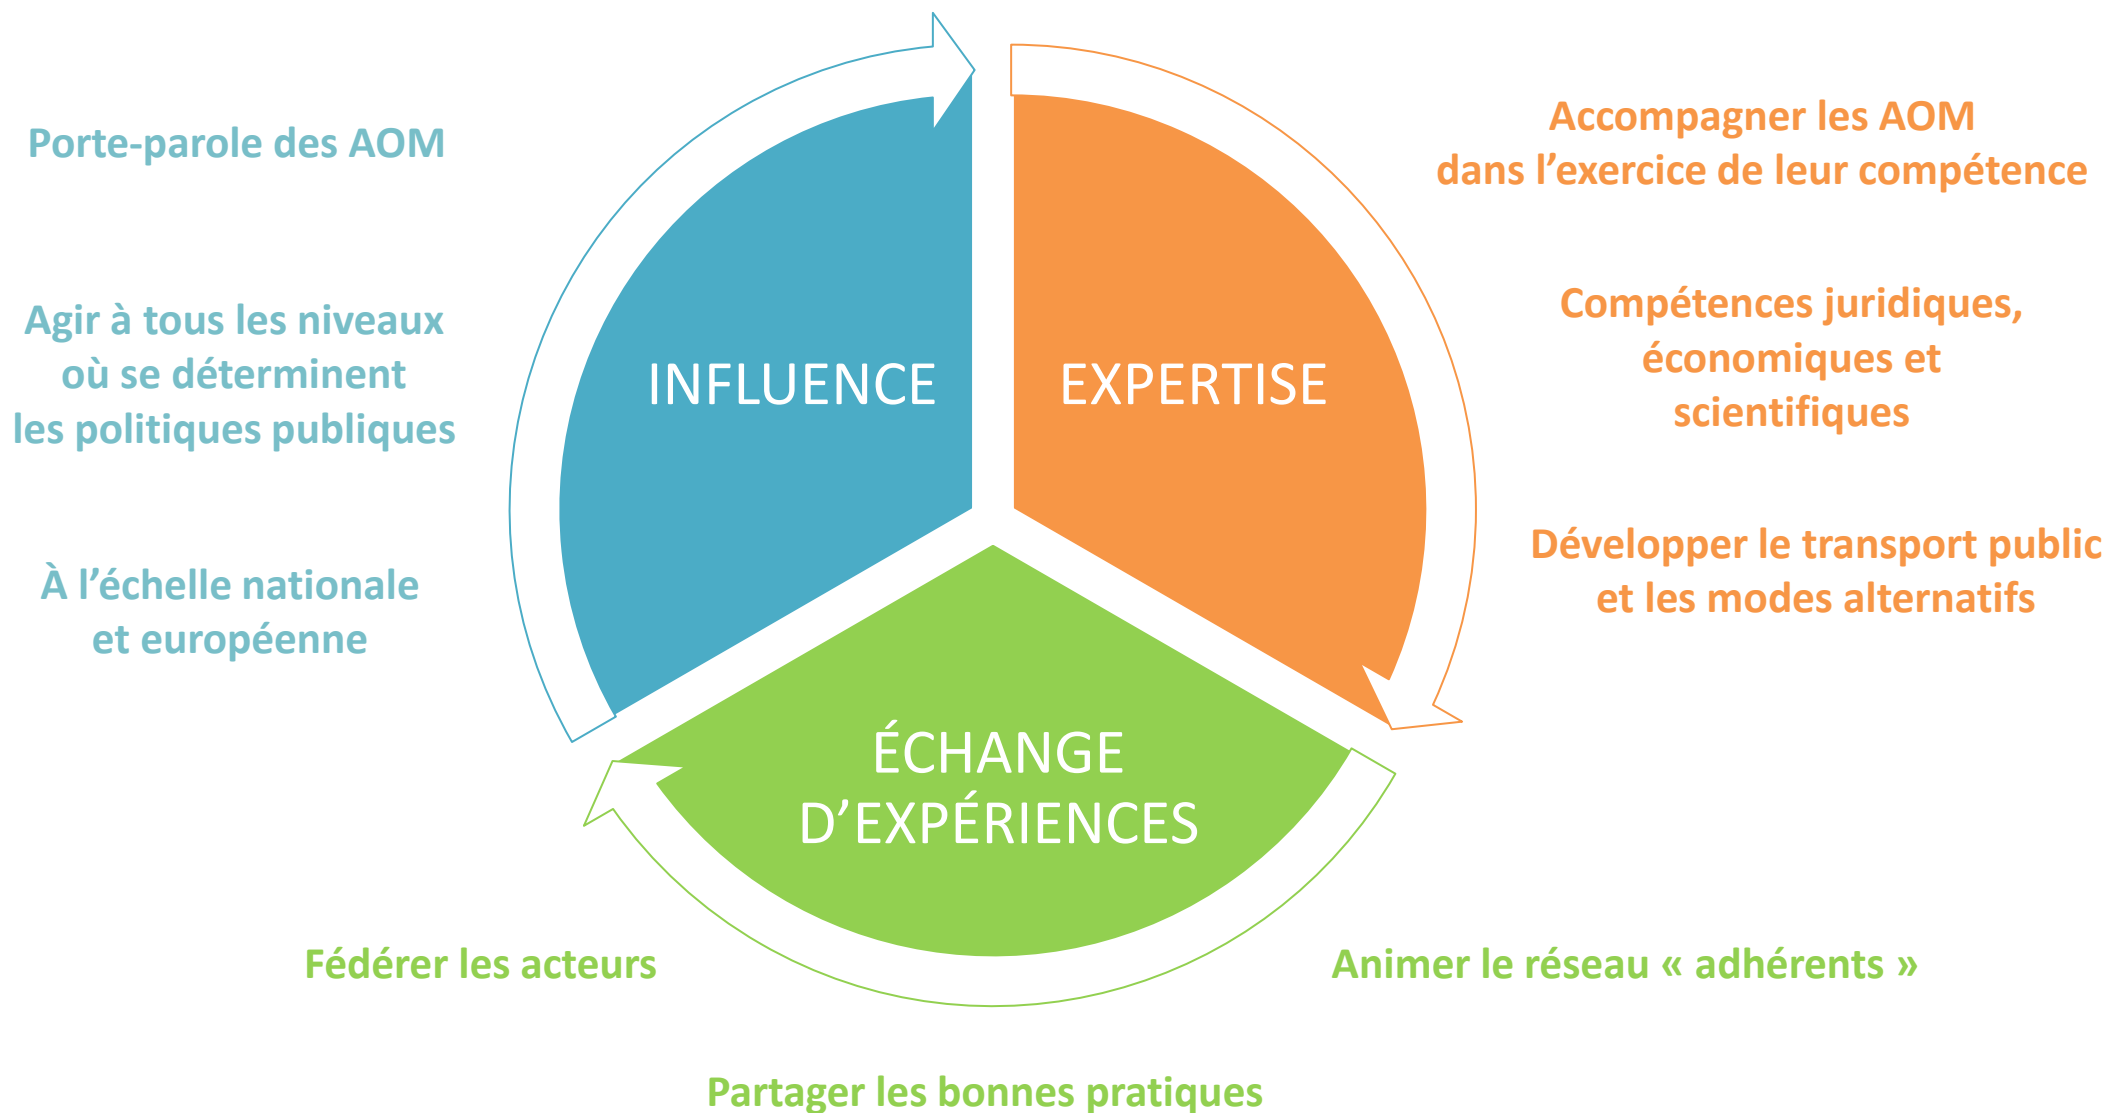 Porte-parole des AOM
Agir à tous les niveaux
où se déterminent
les politiques publiques
À l’échelle nationale
et européenne
INFLUENCE
EXPERTISE
Accompagner les AOM
dans l’exercice de leur compétence
Compétences juridiques,
économiques et
scientifiques
Développer le transport public
et les modes alternatifs
ÉCHANGE
D’EXPÉRIENCES
Fédérer les acteurs
Animer le réseau « adhérents »
Partager les bonnes pratiques